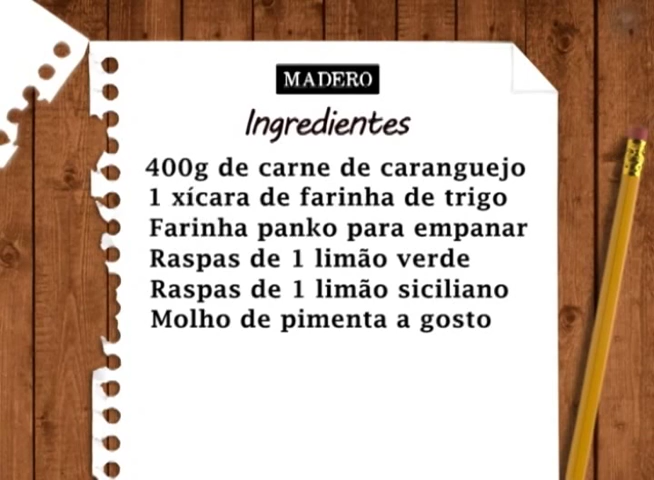 MADERO
Ingredientes
400g de carne de caranguejo
1 xícara de farinha de trigo
Farinha panko para empanar
Raspas de 1 limão verde
Raspas de 1 limão siciliano
Molho de pimenta a gosto